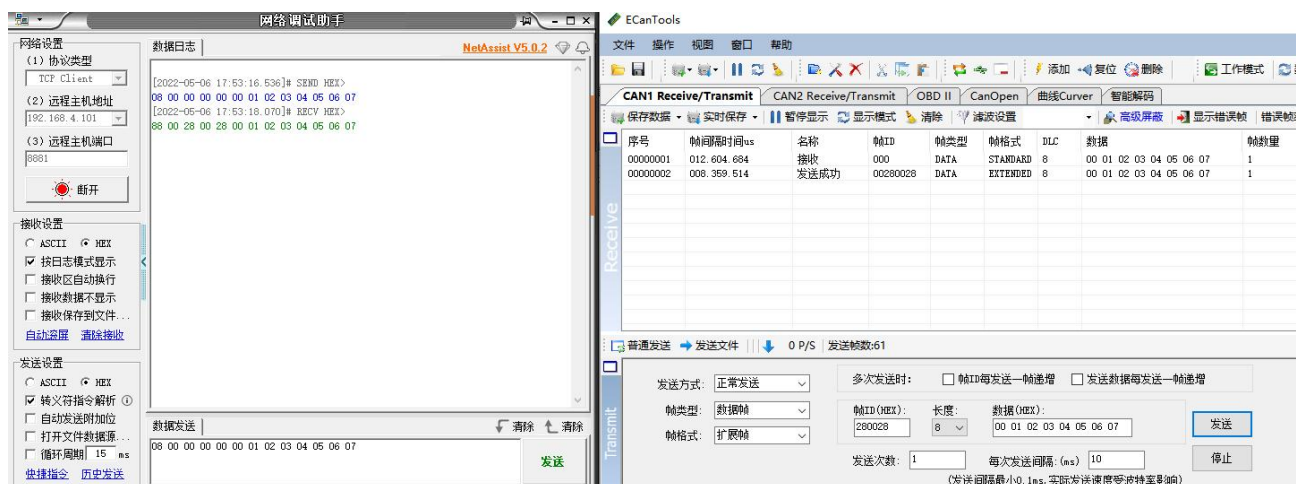 网络调试助手
网络设置
(1) 协议类型
TCP Client
(2) 远程主机地址
192.168.4.101
(3) 远程主机端口
8881
断开
接收设置
ASCII HEX
按日志模式显示
接收区自动换行
接收数据不显示
接收保存到文件...
自动滚屏 清除接收
发送设置
ASCII HEX
转义符指令解析
自动发送附加位
打开文件数据源...
循环周期 15 ms
快捷指令 历史发送
数据日志 NetAssist V5.0.2
[2022-05-06 17:53:16.536]# SEND HEX>
08 00 00 00 00 00 01 02 03 04 05 06 07
[2022-05-06 17:53:18.070]# RECV HEX>
88 00 28 00 28 00 01 02 03 04 05 06 07
数据发送 清除 清除
08 00 00 00 00 00 01 02 03 04 05 06 07
发送
ECanTools
文件 操作 视图 窗口 帮助
添加 复位 删除 工作模式
CAN1 Receive/Transmit CAN2 Receive/Transmit OBD II CanOpen 曲线Curver 智能解码
保存数据 实时保存 暂停显示 显示模式 清除 滤波设置 高级屏蔽 显示错误帧
序号 帧间隔时间us 名称 帧ID 帧类型 帧格式 DLC 数据 帧数量
00000001 012.604.684 接收 000 DATA STANDARD 8 00 01 02 03 04 05 06 07 1
00000002 008.359.514 发送成功 00280028 DATA EXTENDED 8 00 01 02 03 04 05 06 07 1
Receive
普通发送 发送文件 0 P/S 发送帧数:61
Transmit
发送方式: 正常发送 多次发送时: 帧ID每发送一帧递增 发送数据每发送一帧递增
帧类型: 数据帧 帧ID(HEX): 长度: 数据(HEX):
280028 8 00 01 02 03 04 05 06 07 发送
帧格式: 扩展帧
发送次数: 1 每次发送间隔:(ms) 10 停止
(发送间隔最小0.1ms,实际发送速度受波特率影响)